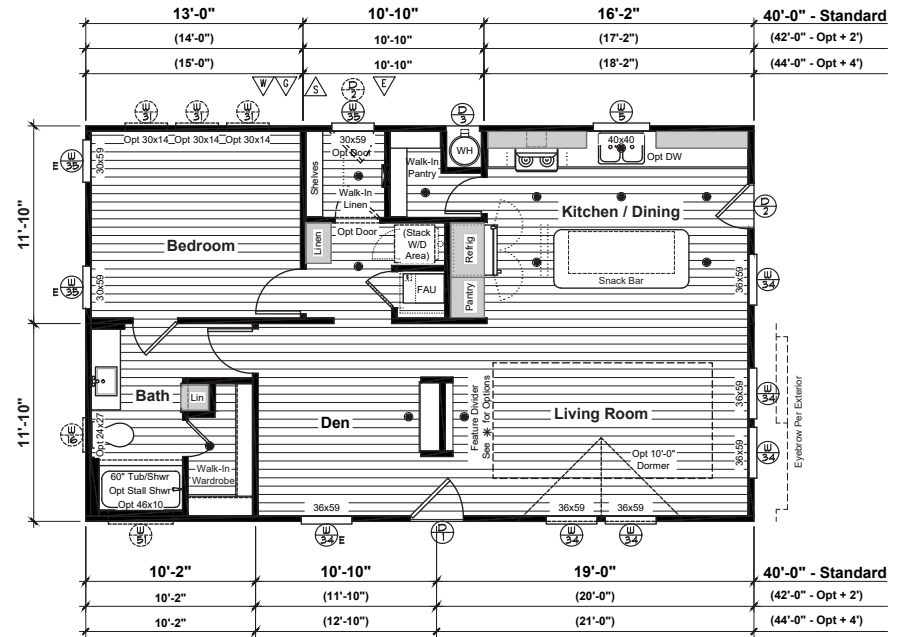 13'-0" 10'-10" 16'-2" 40'-0" - Standard
(14'-0") 10'-10" (17'-2") (42'-0" - Opt + 2')
(15'-0") 10'-10" (18'-2") (44'-0" - Opt + 4')
W G S E
D 2
W 31 W 31 W 31 W 35 D 3 W 5
Opt 30x14 Opt 30x14 Opt 30x14
30x59
Opt Door
WH
40x40
Opt DW
W 35 E
30x59
Shelves
Walk-In
Linen
Walk-In
Pantry
D 2
11'-10"
Kitchen / Dining
Bedroom
Linen
Opt Door
(Stack
W/D
Area)
Refrig
Snack Bar
W 35 E
30x59
FAU
Pantry
36x59
W 34
11'-10"
Bath
Lin
Den
Feature Divider
See * for Options
Living Room
36x59
W 34
Eyebrow Per Exterior
W 16
Opt 24x27
Opt 10'-0"
Dormer
36x59
W 34
60" Tub/Shwr
Opt Stall Shwr
Opt 46x10
Walk-In
Wardrobe
36x59 36x59 36x59
W 51 W 34 E D 1 W 34 W 34
10'-2" 10'-10" 19'-0" 40'-0" - Standard
10'-2" (11'-10") (20'-0") (42'-0" - Opt + 2')
10'-2" (12'-10") (21'-0") (44'-0" - Opt + 4')